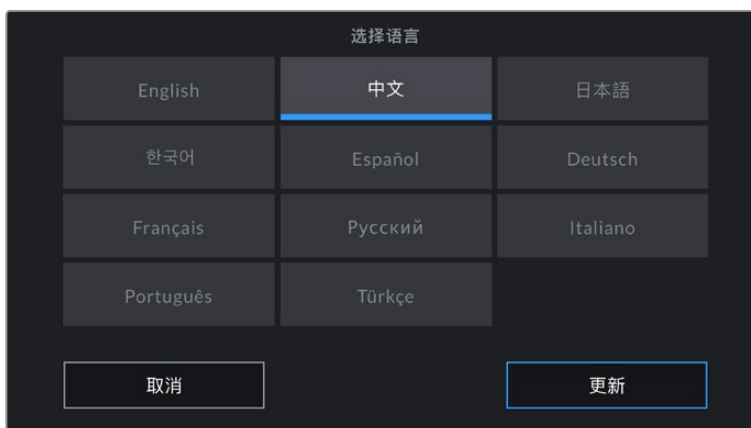 选择语言
English 中文 日本語
한국어 Español Deutsch
Français Русский Italiano
Português Türkçe
取消 更新